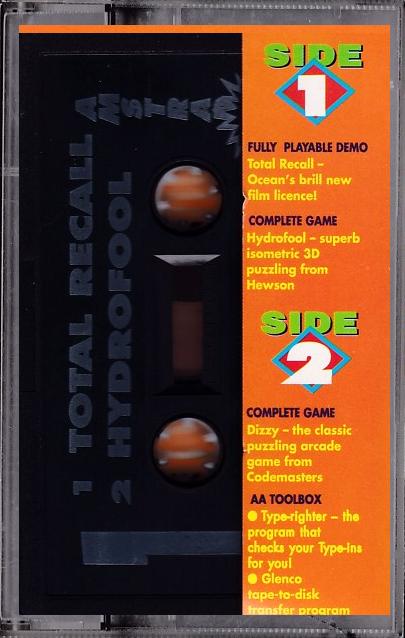 SIDE
1
FULLY PLAYABLE DEMO
Total Recall –
Ocean's brill new
film licence!
COMPLETE GAME
Hydrofool – superb
isometric 3D
puzzling from
Hewson
SIDE
2
COMPLETE GAME
Dizzy – the classic
puzzling arcade
game from
Codemasters
AA TOOLBOX
● Type-righter – the
program that
checks your Type-ins
for you!
● Glenco
tape-to-disk
transfer program
AMSTRAD
1 TOTAL RECALL
2 HYDROFOOL
1